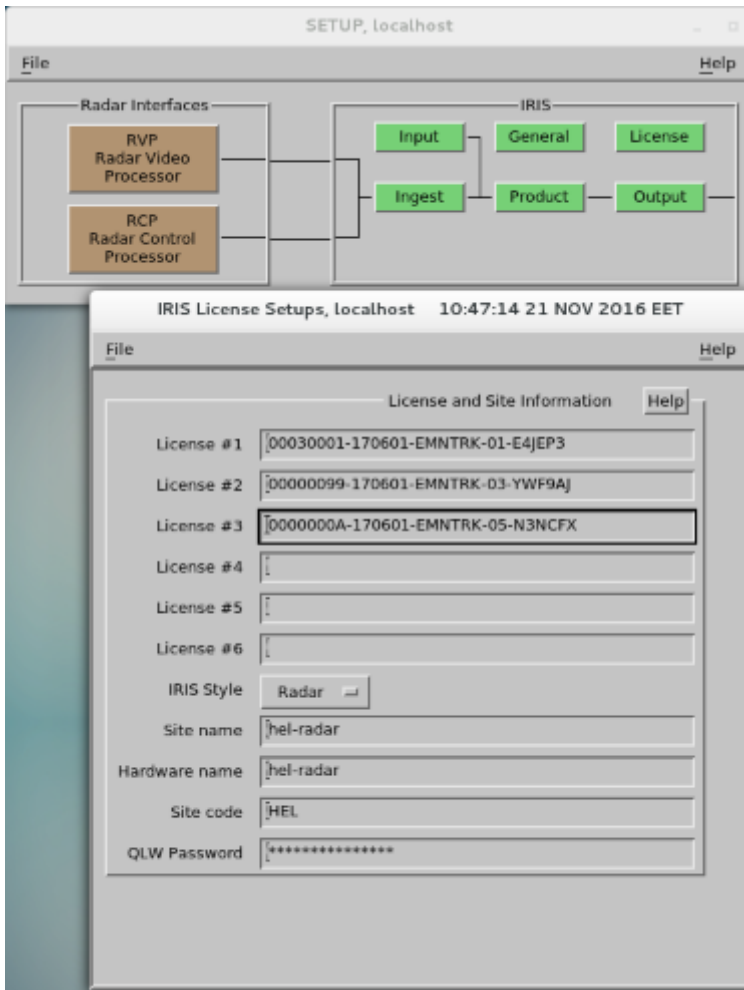 SETUP, localhost
File Help
Radar Interfaces
RVP
Radar Video
Processor
RCP
Radar Control
Processor
IRIS
Input General License
Ingest Product Output
IRIS License Setups, localhost 10:47:14 21 NOV 2016 EET
File Help
License and Site Information Help
License #1 00030001-170601-EMNTRK-01-E4JEP3
License #2 00000099-170601-EMNTRK-03-YWF9AJ
License #3 0000000A-170601-EMNTRK-05-N3NCFX
License #4
License #5
License #6
IRIS Style Radar
Site name hel-radar
Hardware name hel-radar
Site code HEL
QLW Password ***************